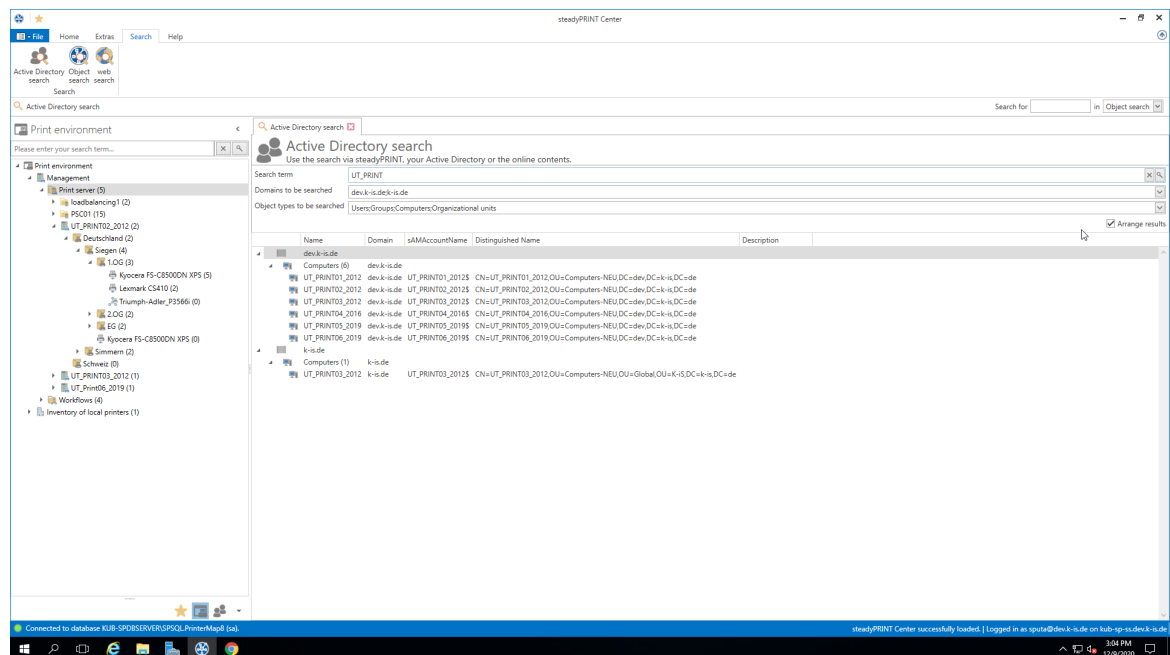 steadyPRINT Center
File Home Extras Search Help
Active Directory search
Object search
web search
Search
Active Directory search
Search for in Object search
Print environment
Please enter your search term...
Print environment
Management
Print server (5)
loadbalancing1 (2)
PSC01 (15)
UT_PRINT02_2012 (2)
Deutschland (2)
Siegen (4)
1.OG (3)
Kyocera FS-C8500DN XPS (5)
Lexmark CS410 (2)
Triumph-Adler_P3566i (0)
2.OG (2)
EG (2)
Kyocera FS-C8500DN XPS (0)
Simmern (2)
Schweiz (0)
UT_PRINT03_2012 (1)
UT_Print06_2019 (1)
Workflows (4)
Inventory of local printers (1)
Active Directory search
Active Directory search
Use the search via steadyPRINT, your Active Directory or the online contents.
Search term UT_PRINT
Domains to be searched dev.k-is.de;k-is.de
Object types to be searched Users;Groups;Computers;Organizational units
Arrange results
Name Domain sAMAccountName Distinguished Name Description
dev.k-is.de
Computers (6) dev.k-is.de
UT_PRINT01_2012 dev.k-is.de UT_PRINT01_2012$ CN=UT_PRINT01_2012,OU=Computers-NEU,DC=dev,DC=k-is,DC=de
UT_PRINT02_2012 dev.k-is.de UT_PRINT02_2012$ CN=UT_PRINT02_2012,OU=Computers-NEU,DC=dev,DC=k-is,DC=de
UT_PRINT03_2012 dev.k-is.de UT_PRINT03_2012$ CN=UT_PRINT03_2012,OU=Computers-NEU,DC=dev,DC=k-is,DC=de
UT_PRINT04_2016 dev.k-is.de UT_PRINT04_2016$ CN=UT_PRINT04_2016,OU=Computers-NEU,DC=dev,DC=k-is,DC=de
UT_PRINT05_2019 dev.k-is.de UT_PRINT05_2019$ CN=UT_PRINT05_2019,OU=Computers-NEU,DC=dev,DC=k-is,DC=de
UT_PRINT06_2019 dev.k-is.de UT_PRINT06_2019$ CN=UT_PRINT06_2019,OU=Computers-NEU,DC=dev,DC=k-is,DC=de
k-is.de
Computers (1) k-is.de
UT_PRINT03_2012 k-is.de UT_PRINT03_2012$ CN=UT_PRINT03_2012,OU=Computers-NEU,OU=Global,OU=K-iS,DC=k-is,DC=de
Connected to database KUB-SPDBSERVER\SPSQL.PrinterMap8 (sa). steadyPRINT Center successfully loaded. | Logged in as sputa@dev.k-is.de on kub-sp-ss.dev.k-is.de
3:04 PM
12/9/2020